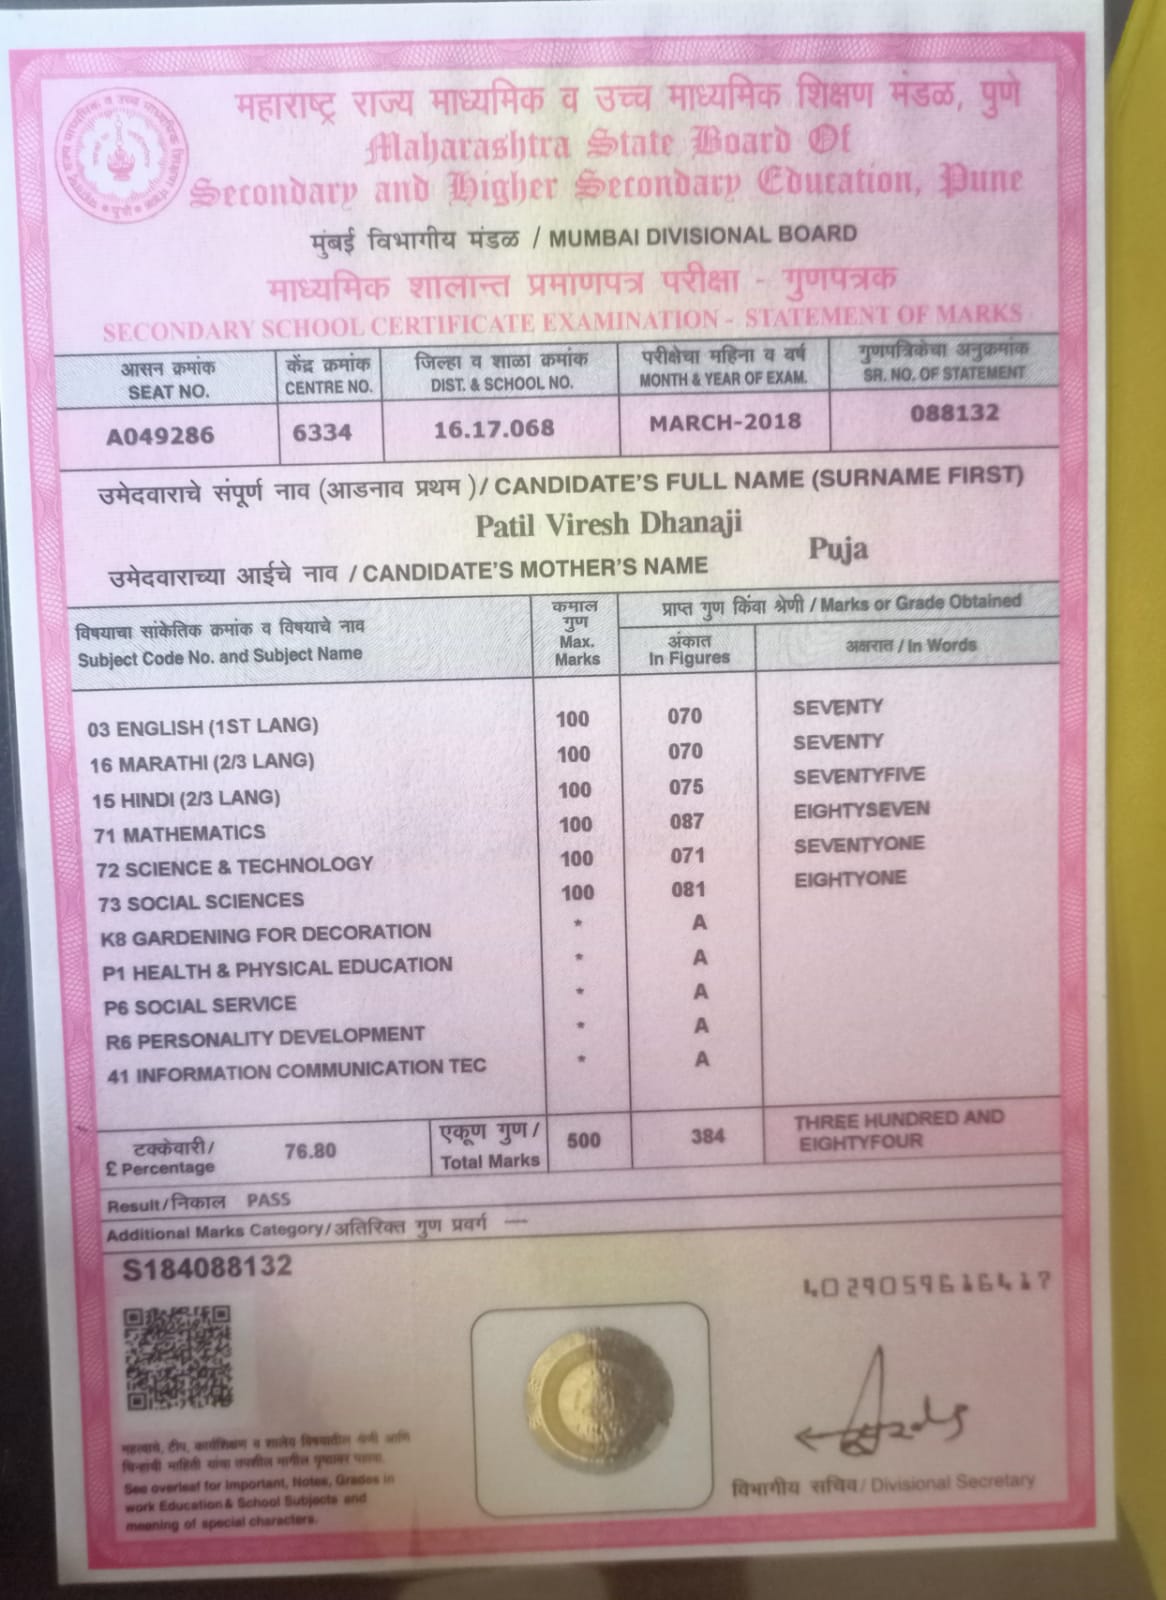 महाराष्ट्र राज्य माध्यमिक व उच्च माध्यमिक शिक्षण मंडळ, पुणे
Maharashtra State Board Of
Secondary and Higher Secondary Education, Pune
मुंबई विभागीय मंडळ / MUMBAI DIVISIONAL BOARD
माध्यमिक शालान्त प्रमाणपत्र परीक्षा - गुणपत्रक
SECONDARY SCHOOL CERTIFICATE EXAMINATION - STATEMENT OF MARKS
आसन क्रमांक केंद्र क्रमांक जिल्हा व शाळा क्रमांक परीक्षेचा महिना व वर्ष गुणपत्रिकेचा अनुक्रमांक
SEAT NO. CENTRE NO. DIST. & SCHOOL NO. MONTH & YEAR OF EXAM. SR. NO. OF STATEMENT
A049286 6334 16.17.068 MARCH-2018 088132
उमेदवाराचे संपूर्ण नाव (आडनाव प्रथम )/ CANDIDATE'S FULL NAME (SURNAME FIRST)
Patil Viresh Dhanaji
उमेदवाराच्या आईचे नाव / CANDIDATE'S MOTHER'S NAME Puja
विषयाचा सांकेतिक क्रमांक व विषयाचे नाव
Subject Code No. and Subject Name
कमाल
गुण
Max.
Marks
प्राप्त गुण किंवा श्रेणी / Marks or Grade Obtained
अंकात
In Figures
अक्षरात / In Words
03 ENGLISH (1ST LANG) 100 070 SEVENTY
16 MARATHI (2/3 LANG) 100 070 SEVENTY
15 HINDI (2/3 LANG) 100 075 SEVENTYFIVE
71 MATHEMATICS 100 087 EIGHTYSEVEN
72 SCIENCE & TECHNOLOGY 100 071 SEVENTYONE
73 SOCIAL SCIENCES 100 081 EIGHTYONE
K8 GARDENING FOR DECORATION * A
P1 HEALTH & PHYSICAL EDUCATION * A
P6 SOCIAL SERVICE * A
R6 PERSONALITY DEVELOPMENT * A
41 INFORMATION COMMUNICATION TEC * A
टक्केवारी/
£ Percentage
76.80
एकूण गुण /
Total Marks
500
384
THREE HUNDRED AND
EIGHTYFOUR
Result/निकाल PASS
Additional Marks Category/अतिरिक्त गुण प्रवर्ग ---
S184088132
4029059616417
महत्वाचे, टीप, कार्यशिक्षण व शालेय विषयातील श्रेणी आणि
चिन्हांची माहिती यांचा तपशील मागील पृष्ठावर पहावा.
See overleaf for Important, Notes, Grades in
work Education & School Subjects and
meaning of special characters.
विभागीय सचिव/ Divisional Secretary